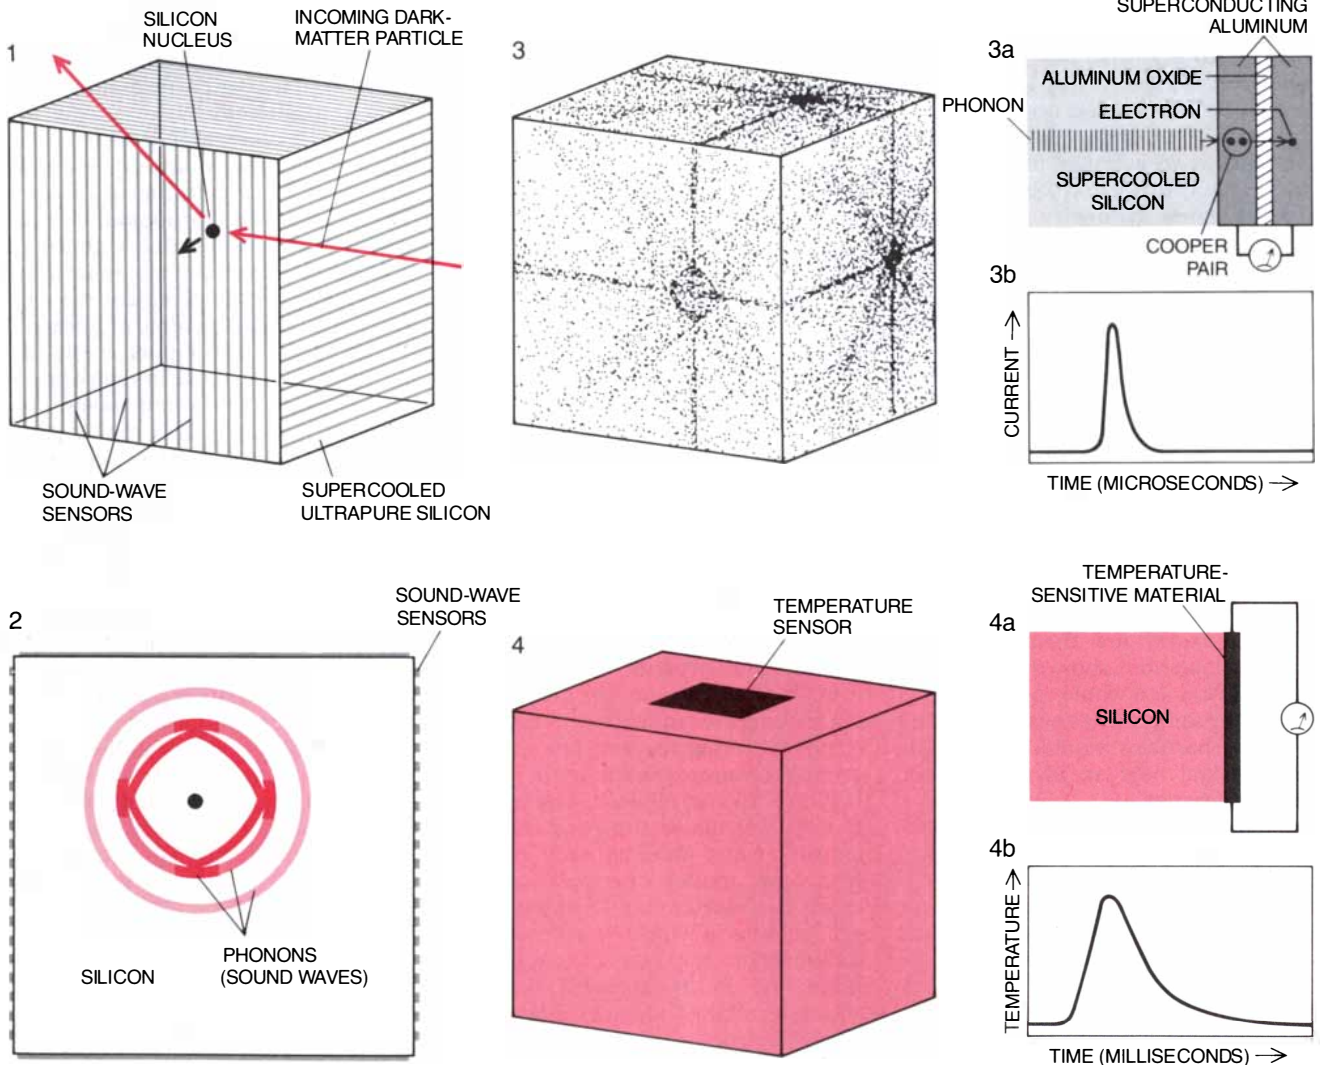 1
SILICON
NUCLEUS
INCOMING DARK-
MATTER PARTICLE
SOUND-WAVE
SENSORS
SUPERCOOLED
ULTRAPURE SILICON
3
3a
SUPERCONDUCTING
ALUMINUM
ALUMINUM OXIDE
PHONON
ELECTRON
SUPERCOOLED
SILICON
COOPER
PAIR
3b
CURRENT
TIME (MICROSECONDS)
2
SOUND-WAVE
SENSORS
SILICON
PHONONS
(SOUND WAVES)
4
TEMPERATURE
SENSOR
4a
TEMPERATURE-
SENSITIVE MATERIAL
SILICON
4b
TEMPERATURE
TIME (MILLISECONDS)